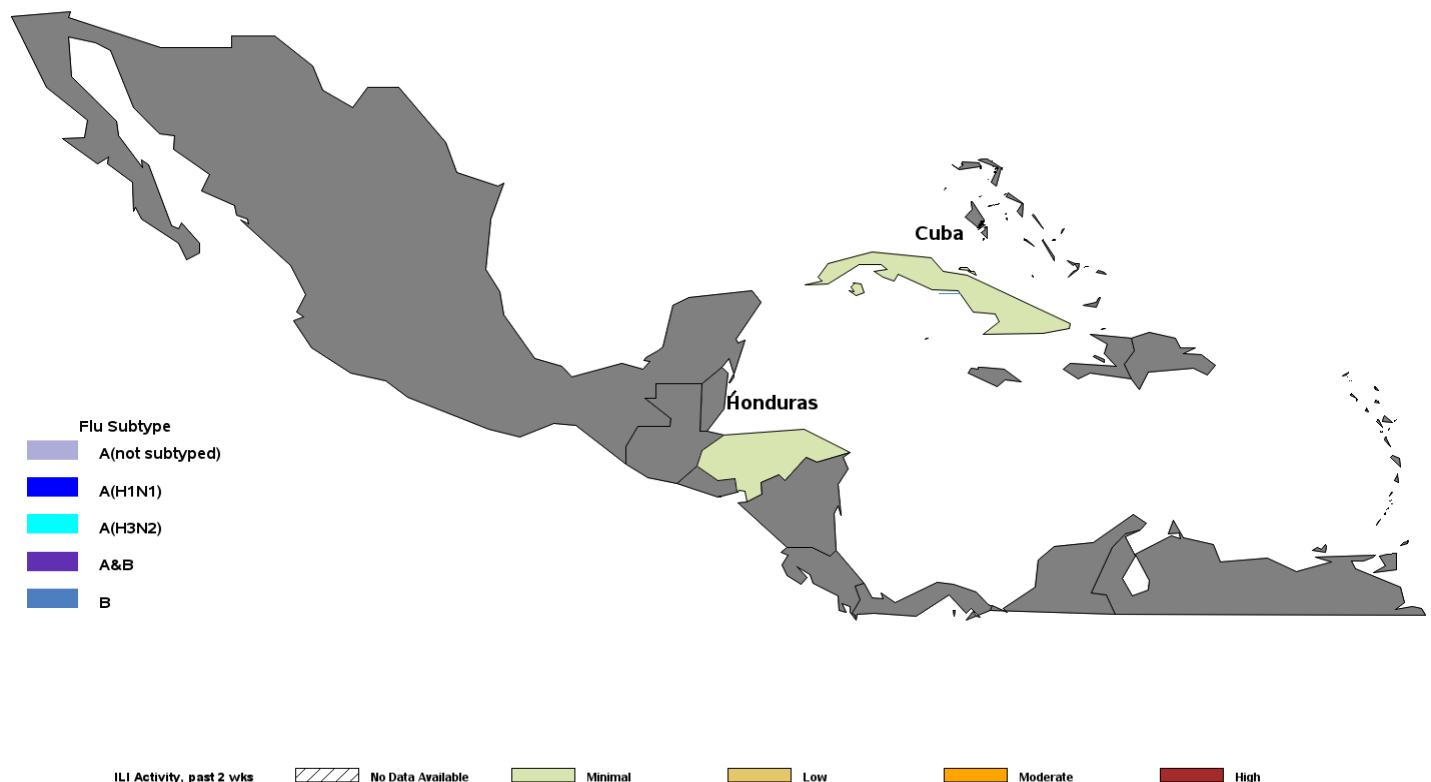 Cuba
Honduras
Flu Subtype
A(not subtyped)
A(H1N1)
A(H3N2)
A&B
B
ILI Activity, past 2 wks No Data Available Minimal Low Moderate High